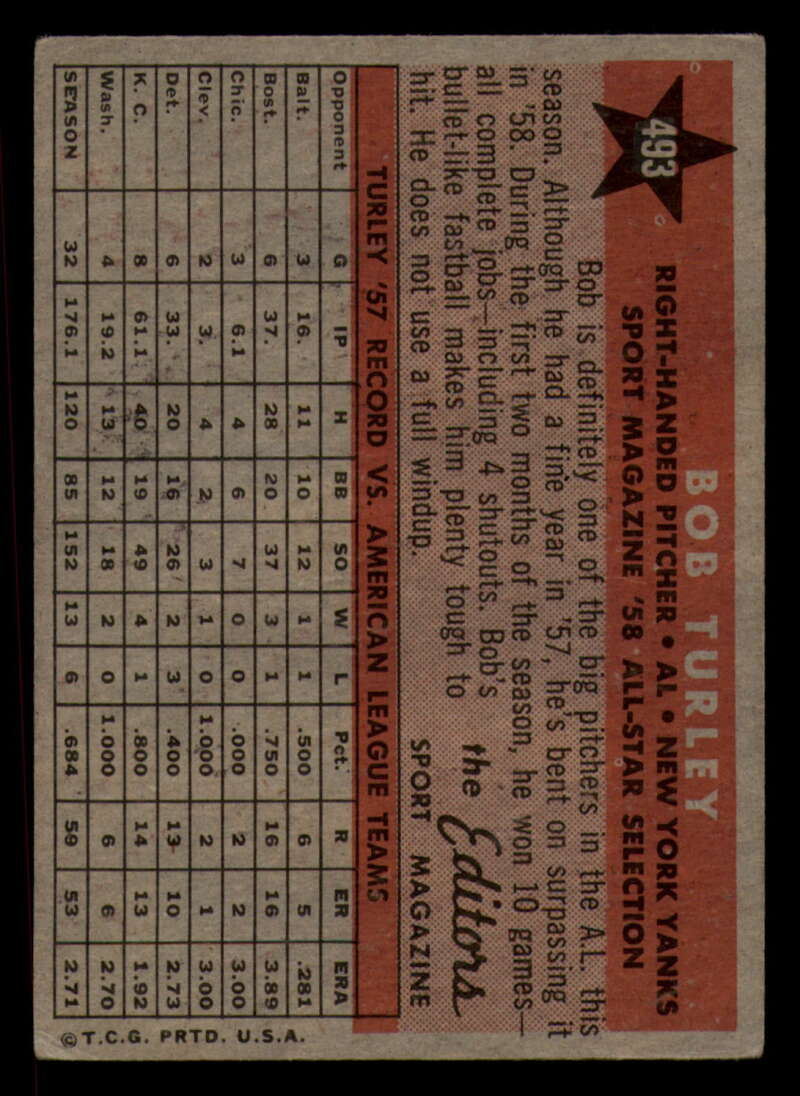 493
BOB TURLEY
RIGHT-HANDED PITCHER • AL • NEW YORK YANKS
SPORT MAGAZINE '58 ALL-STAR SELECTION
Bob is definitely one of the big pitchers in the A.L. this
season. Although he had a fine year in '57, he's bent on surpassing it
in '58. During the first two months of the season, he won 10 games—
all complete jobs—including 4 shutouts. Bob's
bullet-like fastball makes him plenty tough to
hit. He does not use a full windup.
the Editors
SPORT MAGAZINE
TURLEY '57 RECORD VS. AMERICAN LEAGUE TEAMS
Opponent G IP H BB SO W L Pct. R ER ERA
Balt. 3 16. 11 10 12 1 1 .500 6 5 .281
Bost. 6 37. 28 20 37 3 1 .750 16 16 3.89
Chic. 3 6.1 4 6 7 0 0 .000 2 2 3.00
Clev. 2 3. 4 2 3 1 0 1.000 2 1 3.00
Det. 6 33. 20 16 26 2 3 .400 13 10 2.73
K. C. 8 61.1 40 19 49 4 1 .800 14 13 1.92
Wash. 4 19.2 13 12 18 2 0 1.000 6 6 2.70
SEASON 32 176.1 120 85 152 13 6 .684 59 53 2.71
© T.C.G. PRTD. U.S.A.